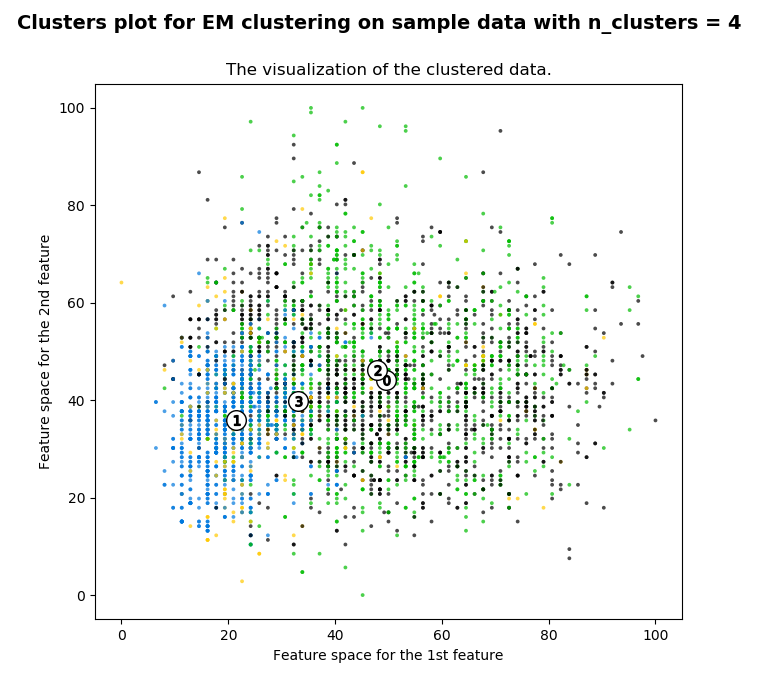 Clusters plot for EM clustering on sample data with n_clusters = 4
The visualization of the clustered data.
100
80
60
40
20
0
Feature space for the 2nd feature
2
0
3
1
0 20 40 60 80 100
Feature space for the 1st feature